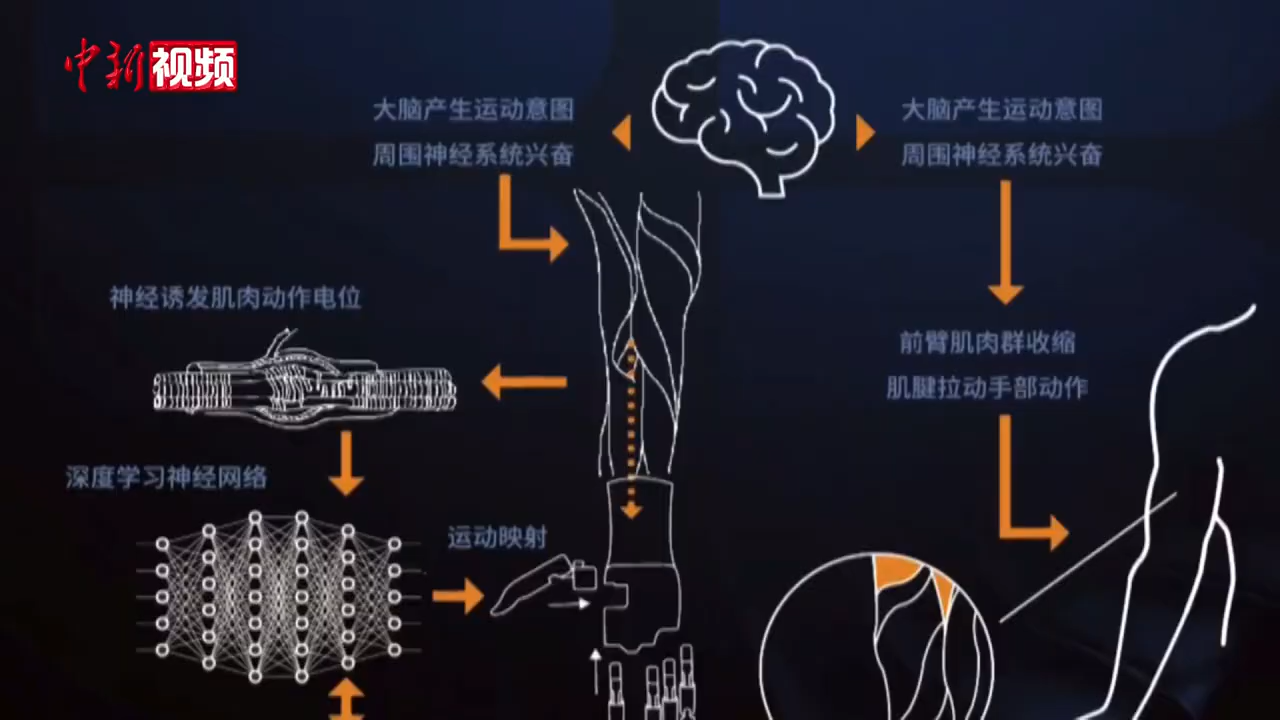 中新视频
大脑产生运动意图
周围神经系统兴奋
大脑产生运动意图
周围神经系统兴奋
神经诱发肌肉动作电位
前臂肌肉群收缩
肌腱拉动手部动作
深度学习神经网络
运动映射